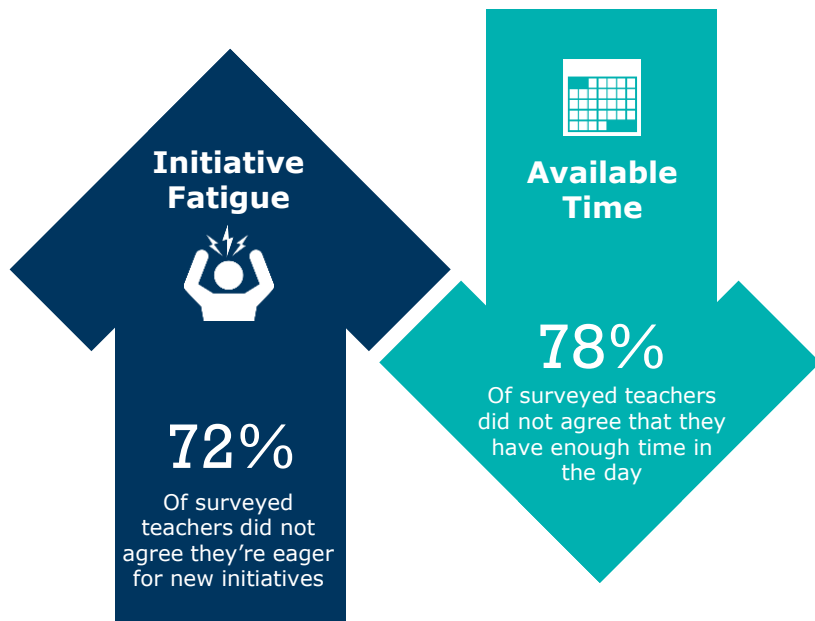 Initiative
Fatigue
72%
Of surveyed
teachers did not
agree they’re eager
for new initiatives
Available
Time
78%
Of surveyed teachers
did not agree that they
have enough time in
the day